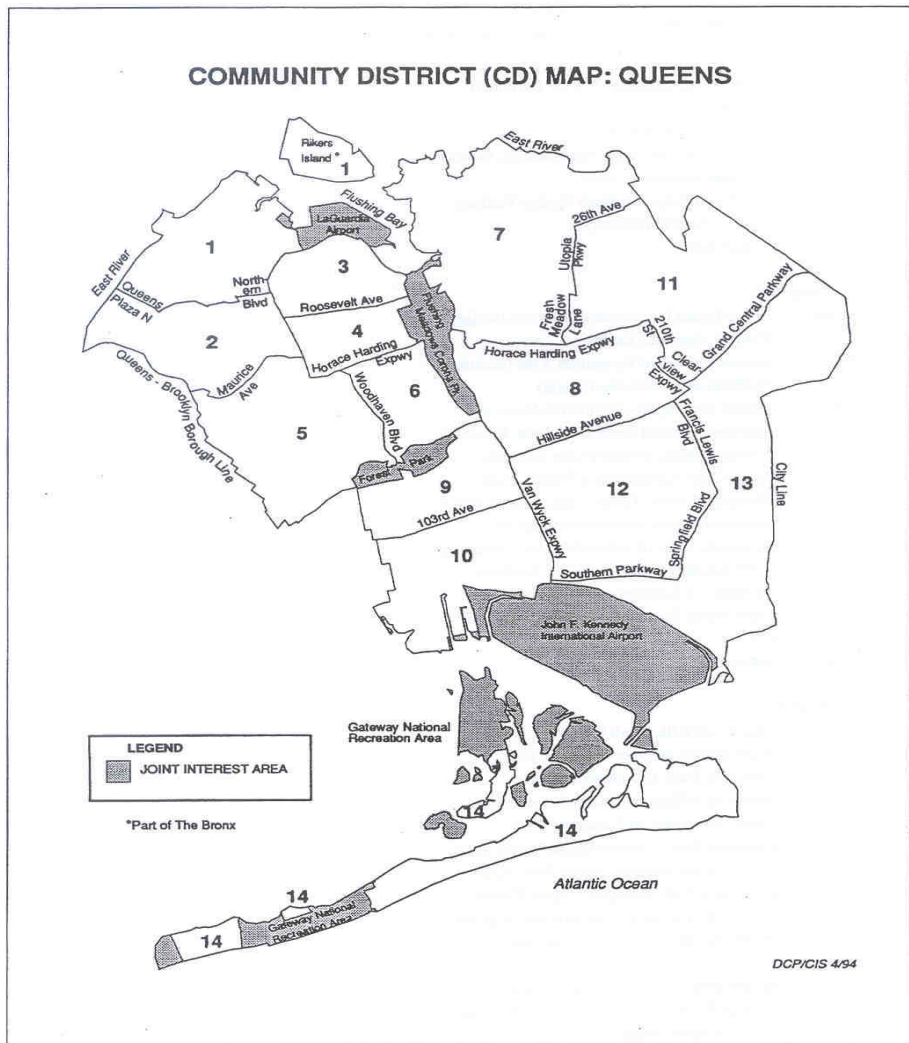 COMMUNITY DISTRICT (CD) MAP: QUEENS
East River
Rikers
Island *
1
Flushing Bay
LaGuardia
Airport
26th Ave
7
1
Utopia
Pkwy
3
East River
North-
ern
Blvd
11
Queens
Plaza N
Grand Central Parkway
Roosevelt Ave
Flushing
Meadows Corona Pk
Fresh
Meadow
Lane
210th
St
4
2
Horace Harding
Expwy
Horace Harding Expwy
Clear-
view
Expwy
Maurice
Ave
6
8
Queens - Brooklyn Borough Line
Woodhaven Blvd
Hillside Avenue
Francis Lewis
Blvd
5
Forest
Park
9
12
13
City Line
103rd Ave
Van Wyck Expwy
Springfield Blvd
10
Southern Parkway
John F. Kennedy
International Airport
Gateway National
Recreation Area
LEGEND
JOINT INTEREST AREA
*Part of The Bronx
14
14
Atlantic Ocean
14
Gateway National
Recreation Area
14
DCP/CIS 4/94